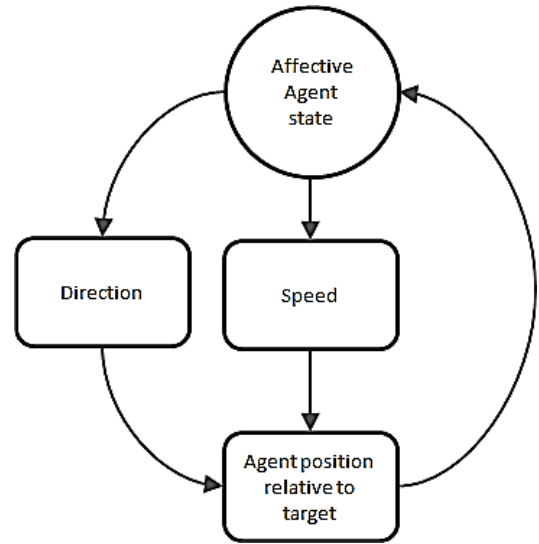 Affective
Agent
state
Direction
Speed
Agent position
relative to
target